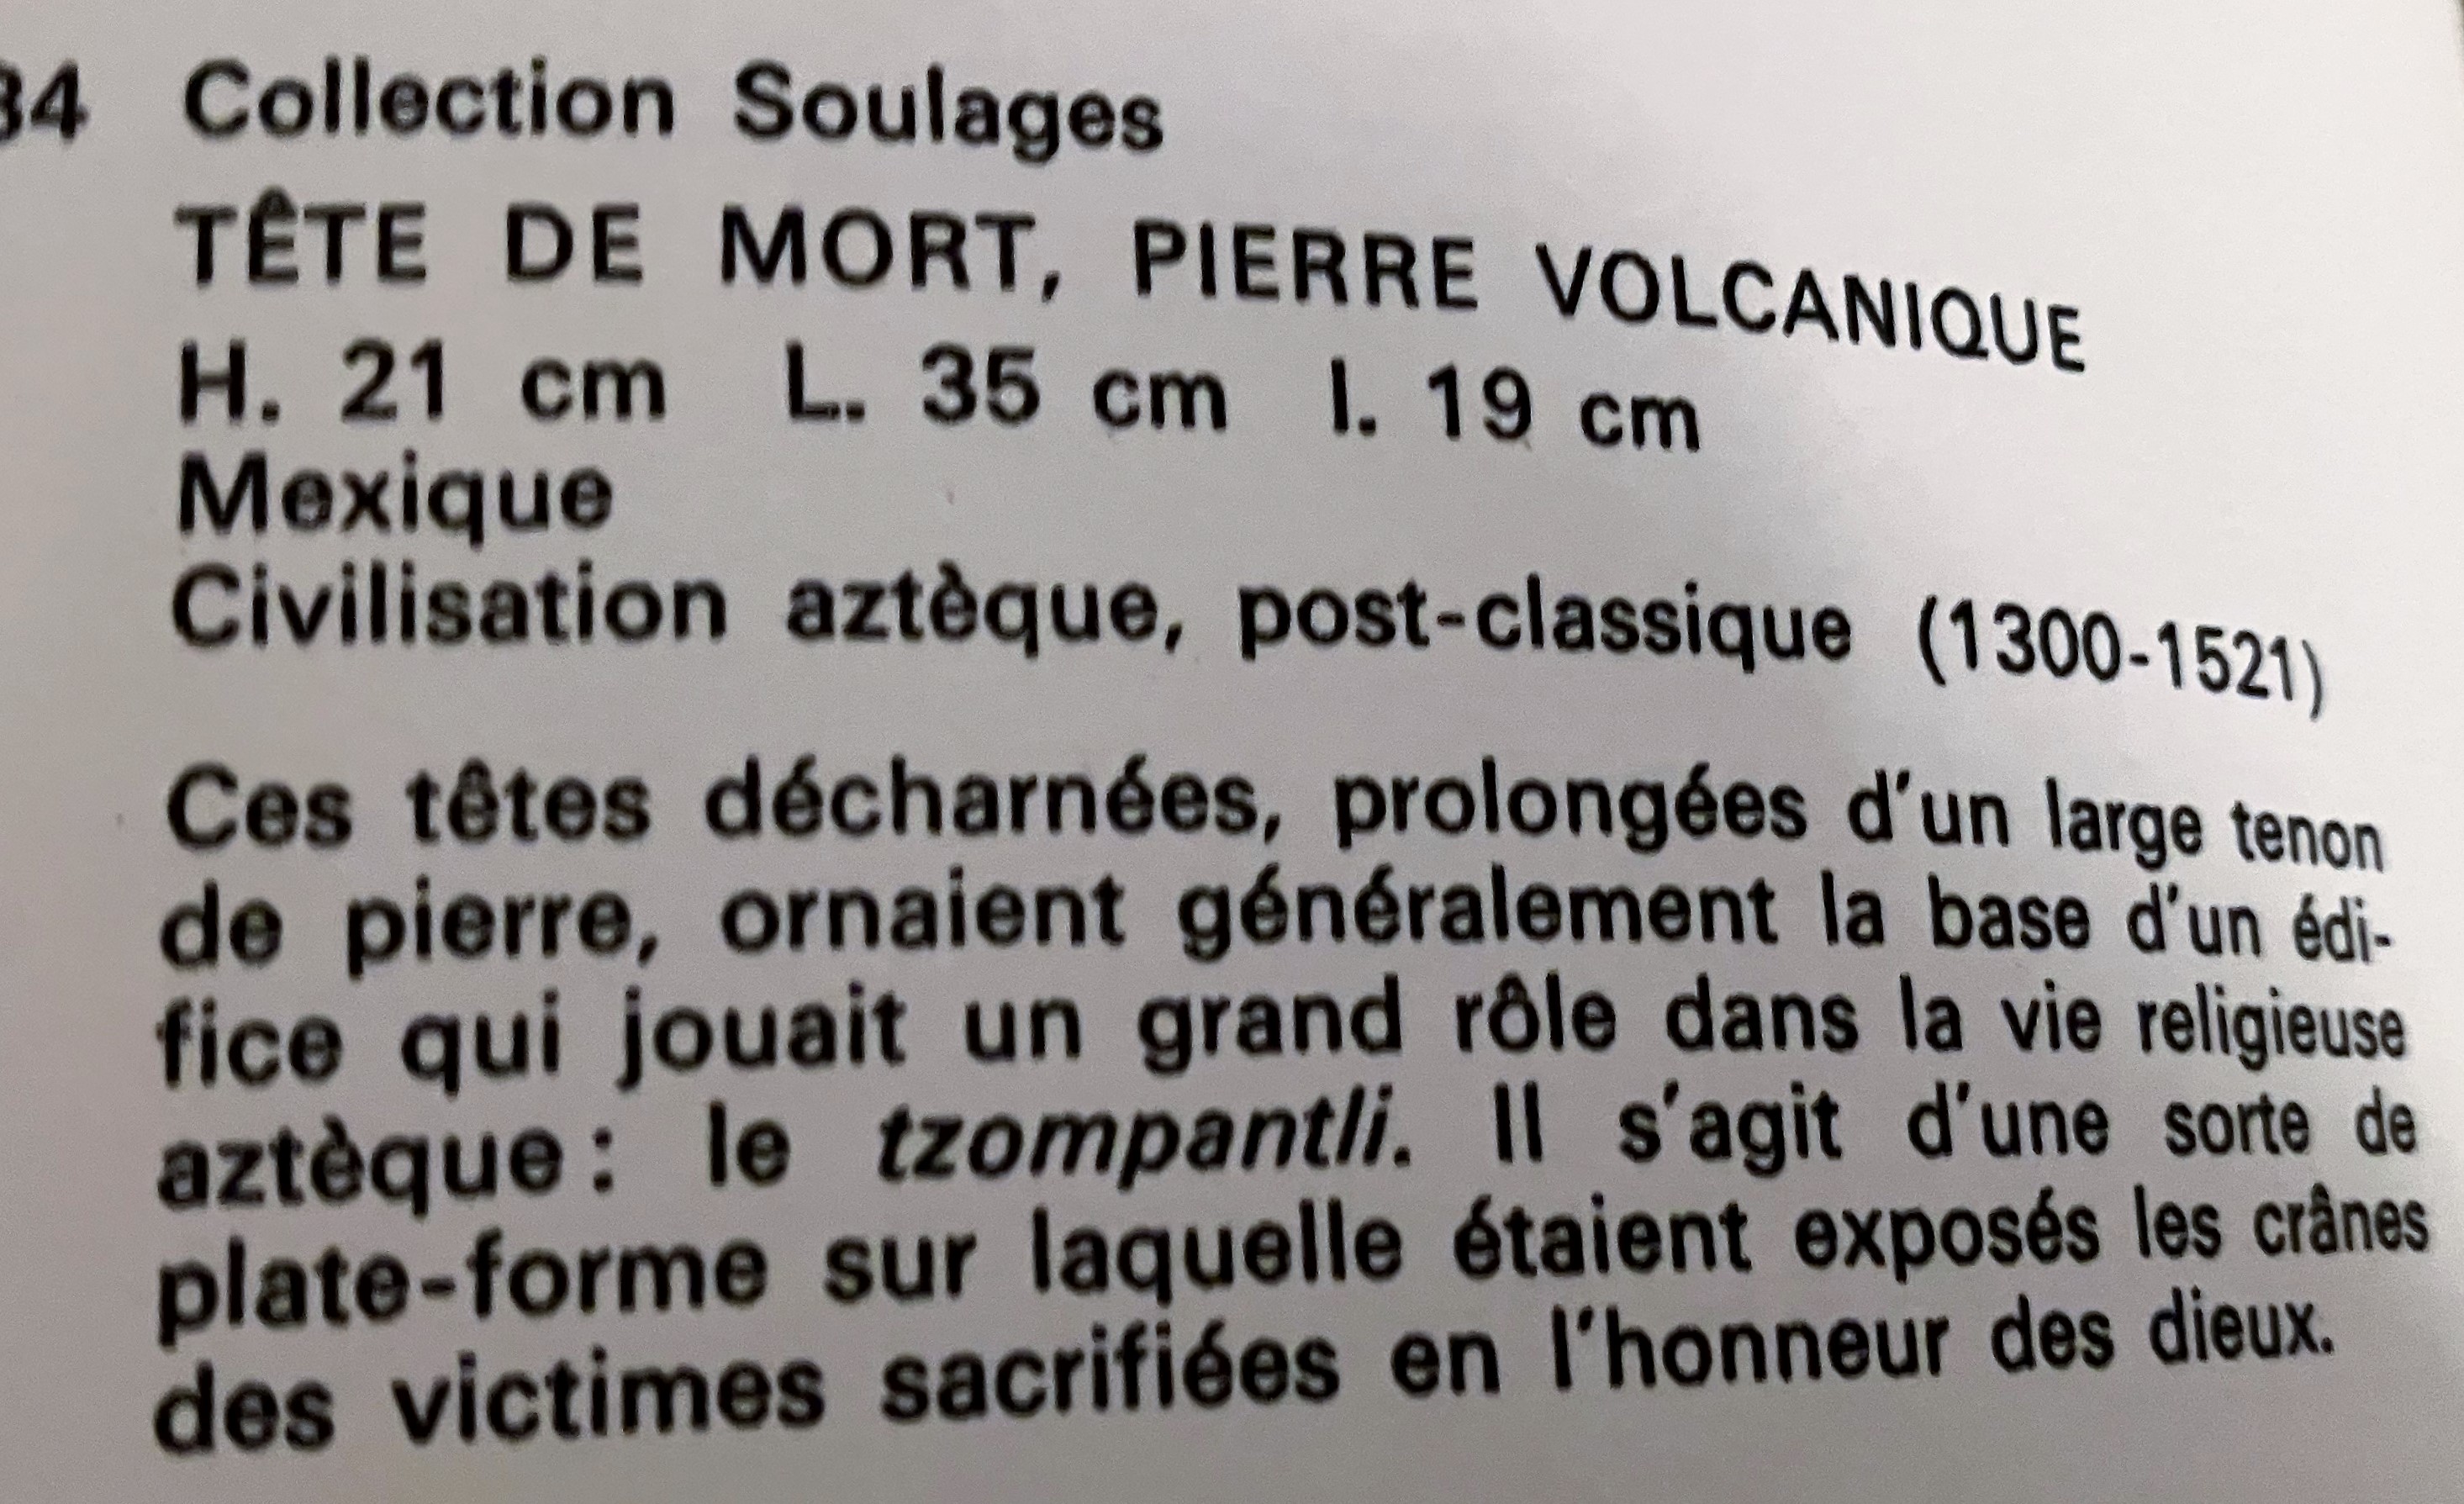 34 Collection Soulages
TÊTE DE MORT, PIERRE VOLCANIQUE
H. 21 cm L. 35 cm l. 19 cm
Mexique
Civilisation aztèque, post-classique (1300-1521)
Ces têtes décharnées, prolongées d'un large tenon
de pierre, ornaient généralement la base d'un édi-
fice qui jouait un grand rôle dans la vie religieuse
aztèque : le tzompantli. Il s'agit d'une sorte de
plate-forme sur laquelle étaient exposés les crânes
des victimes sacrifiées en l'honneur des dieux.